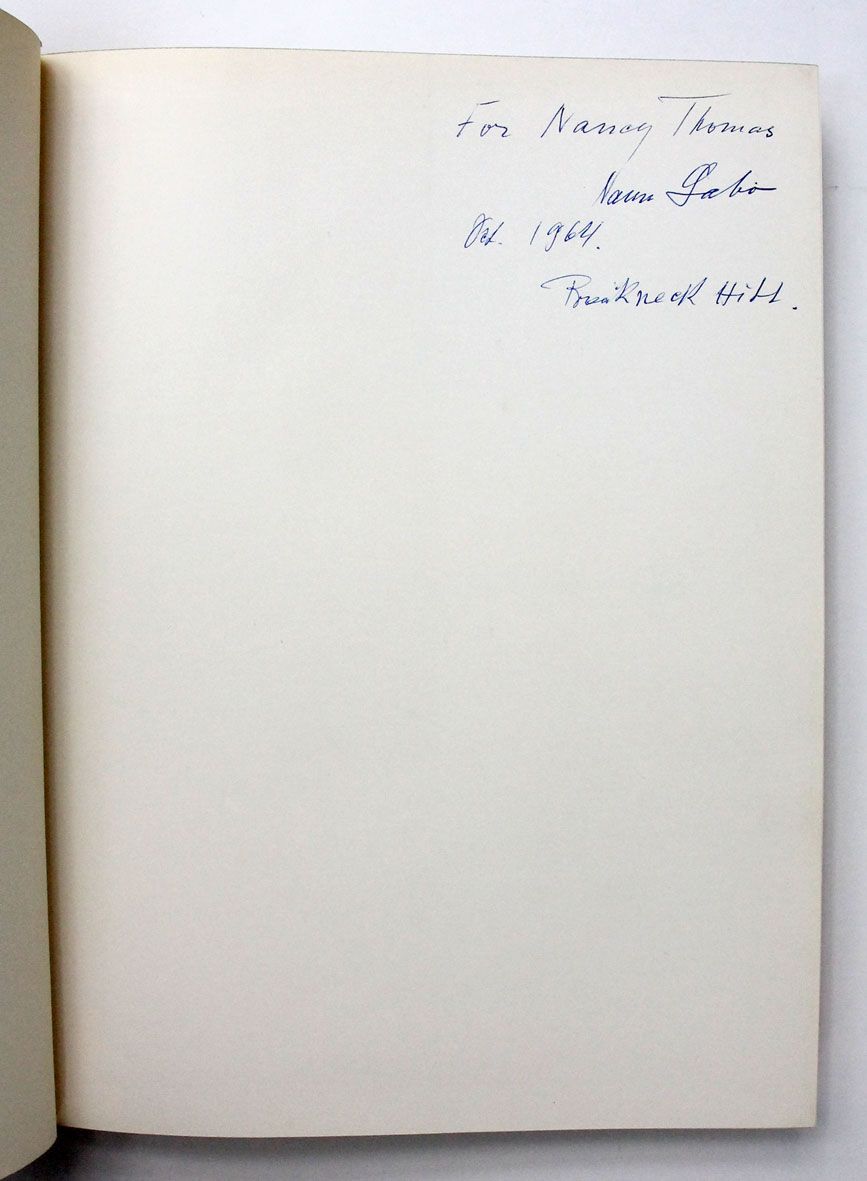 For Nancy Thomas
Naum Gabo
Oct. 1964.
Breakneck Hill.